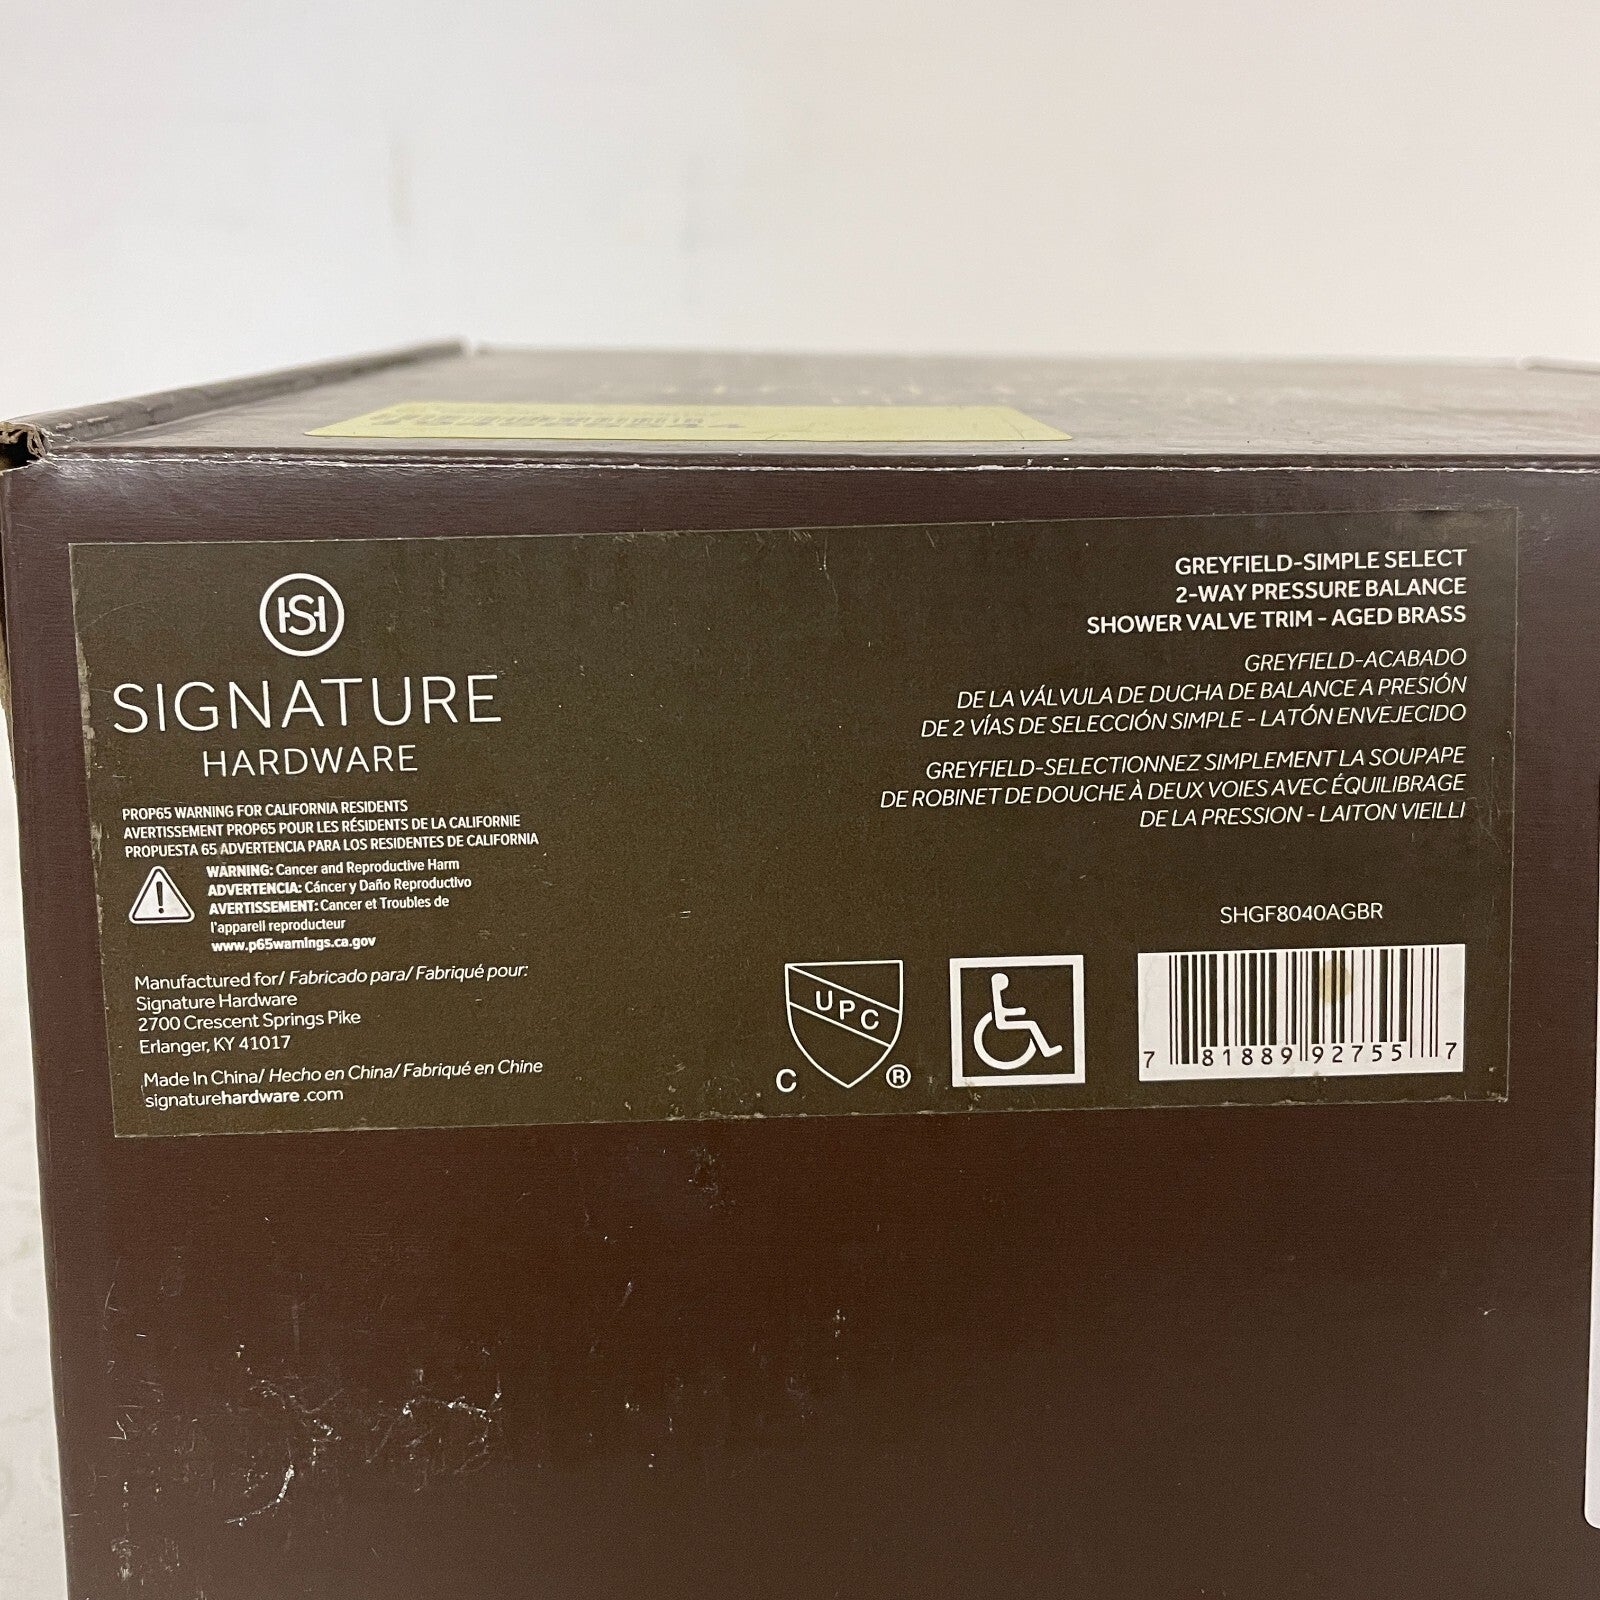 HS
SIGNATURE
HARDWARE
PROP65 WARNING FOR CALIFORNIA RESIDENTS
AVERTISSEMENT PROP65 POUR LES RÉSIDENTS DE LA CALIFORNIE
PROPUESTA 65 ADVERTENCIA PARA LOS RESIDENTES DE CALIFORNIA
WARNING: Cancer and Reproductive Harm
ADVERTENCIA: Cáncer y Daño Reproductivo
AVERTISSEMENT: Cancer et Troubles de
l'appareil reproducteur
www.p65warnings.ca.gov
Manufactured for/ Fabricado para/ Fabriqué pour:
Signature Hardware
2700 Crescent Springs Pike
Erlanger, KY 41017
Made In China/ Hecho en China/ Fabriqué en Chine
signaturehardware .com
GREYFIELD-SIMPLE SELECT
2-WAY PRESSURE BALANCE
SHOWER VALVE TRIM - AGED BRASS
GREYFIELD-ACABADO
DE LA VÁLVULA DE DUCHA DE BALANCE A PRESIÓN
DE 2 VÍAS DE SELECCIÓN SIMPLE - LATÓN ENVEJECIDO
GREYFIELD-SELECTIONNEZ SIMPLEMENT LA SOUPAPE
DE ROBINET DE DOUCHE À DEUX VOIES AVEC ÉQUILIBRAGE
DE LA PRESSION - LAITON VIEILLI
UPC
C ®
SHGF8040AGBR
7 81889 92755 7